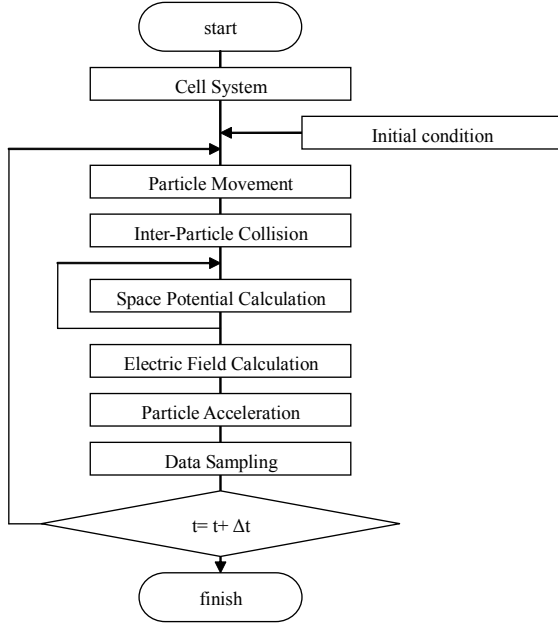 start
Cell System
Initial condition
Particle Movement
Inter-Particle Collision
Space Potential Calculation
Electric Field Calculation
Particle Acceleration
Data Sampling
t= t+ Δt
finish